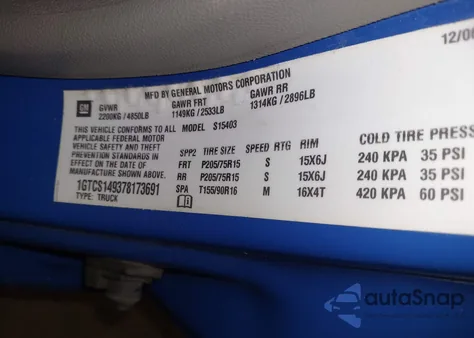 12/06
MFD BY GENERAL MOTORS CORPORATION
GM GVWR GAWR FRT GAWR RR
2200KG / 4850LB 1149KG / 2533LB 1314KG / 2896LB
THIS VEHICLE CONFORMS TO ALL MODEL S15403
APPLICABLE FEDERAL MOTOR
VEHICLE SAFETY AND THEFT
PREVENTION STANDARDS IN
EFFECT ON THE DATE OF
MANUFACTURE SHOWN ABOVE.
1GTCS149378173691
TYPE: TRUCK
SPP2 TIRE SIZE SPEED RTG RIM COLD TIRE PRESS
FRT P205/75R15 S 15X6J 240 KPA 35 PSI
RR P205/75R15 S 15X6J 240 KPA 35 PSI
SPA T155/90R16 M 16X4T 420 KPA 60 PSI
autoSnap